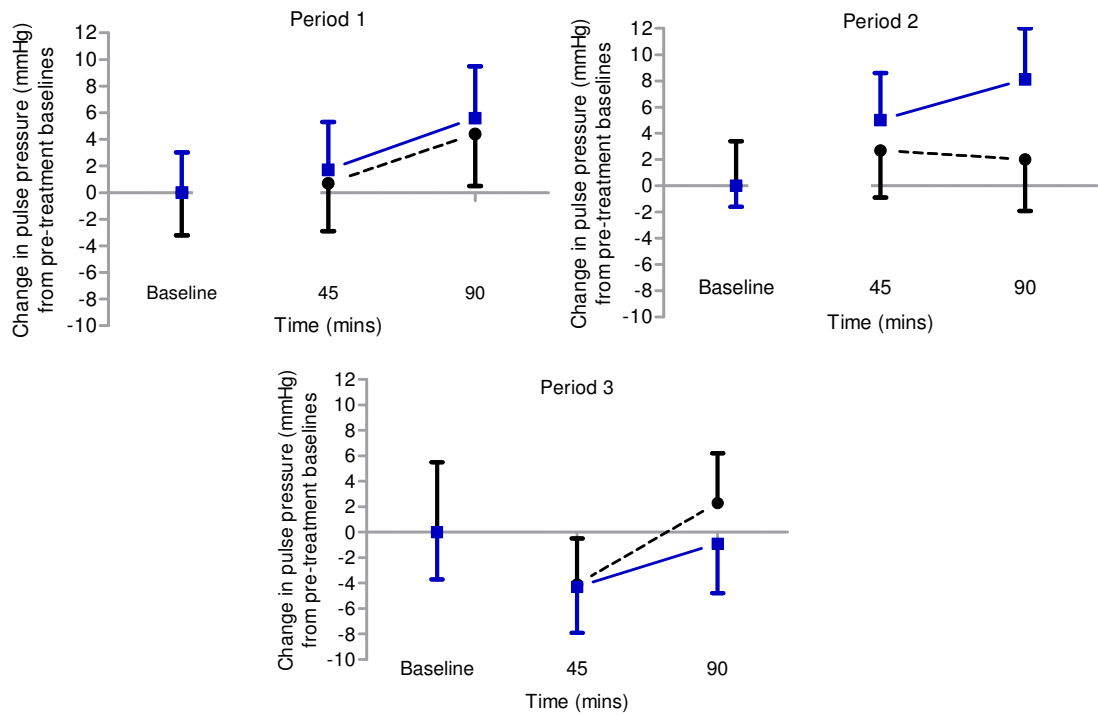 Period 1
Change in pulse pressure (mmHg)
from pre-treatment baselines
12
10
8
6
4
2
0
-2
-4
-6
-8
-10
Baseline
45
90
Time (mins)
Period 2
Change in pulse pressure (mmHg)
from pre-treatment baselines
12
10
8
6
4
2
0
-2
-4
-6
-8
-10
Baseline
45
90
Time (mins)
Period 3
Change in pulse pressure (mmHg)
from pre-treatment baselines
12
10
8
6
4
2
0
-2
-4
-6
-8
-10
Baseline
45
90
Time (mins)